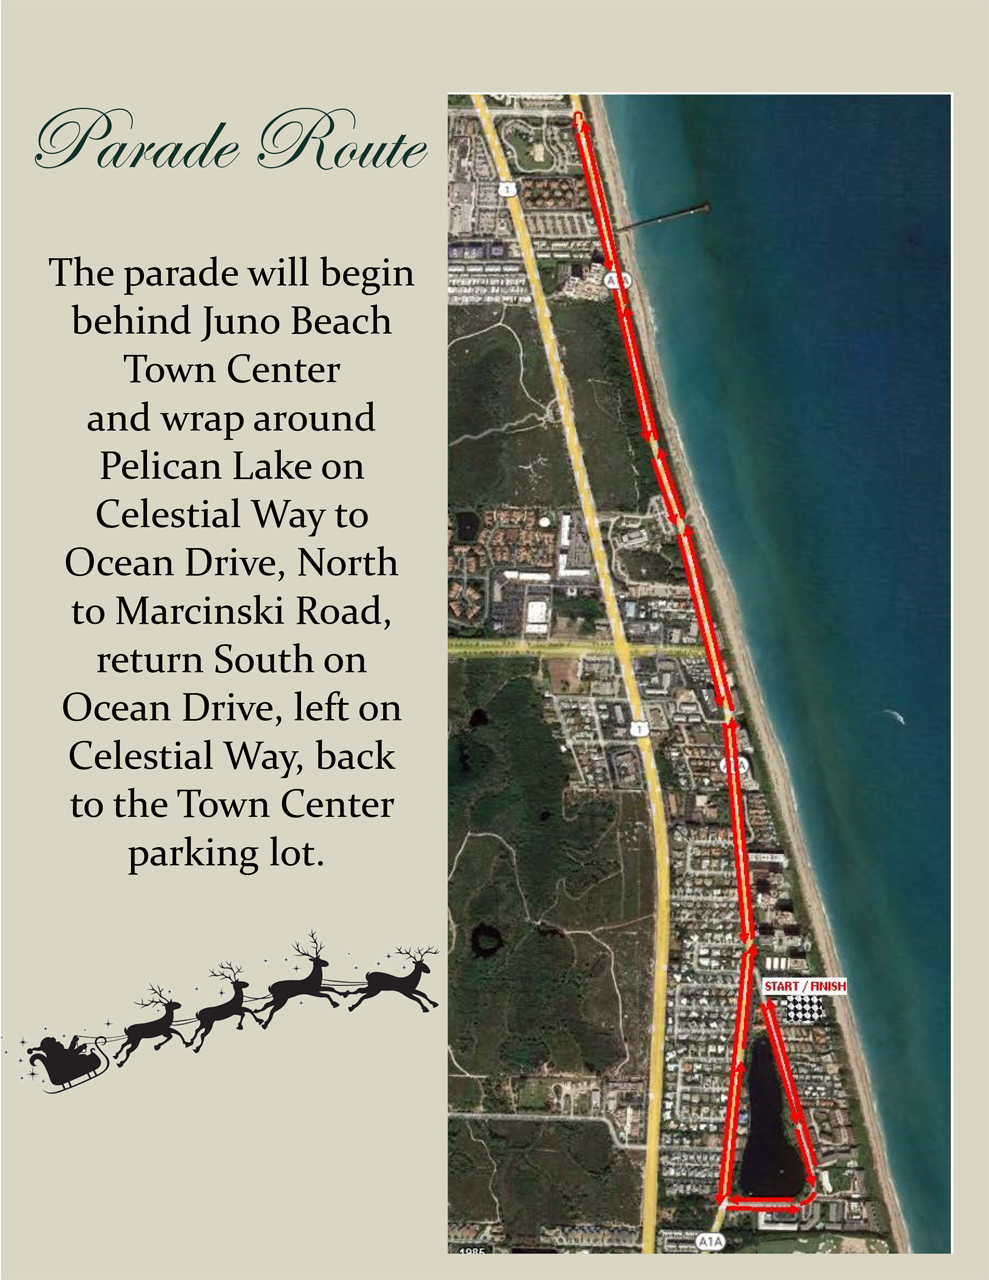 Parade Route
The parade will begin
behind Juno Beach
Town Center
and wrap around
Pelican Lake on
Celestial Way to
Ocean Drive, North
to Marcinski Road,
return South on
Ocean Drive, left on
Celestial Way, back
to the Town Center
parking lot.
1
A1A
1
A1A
START / FINISH
A1A
1985